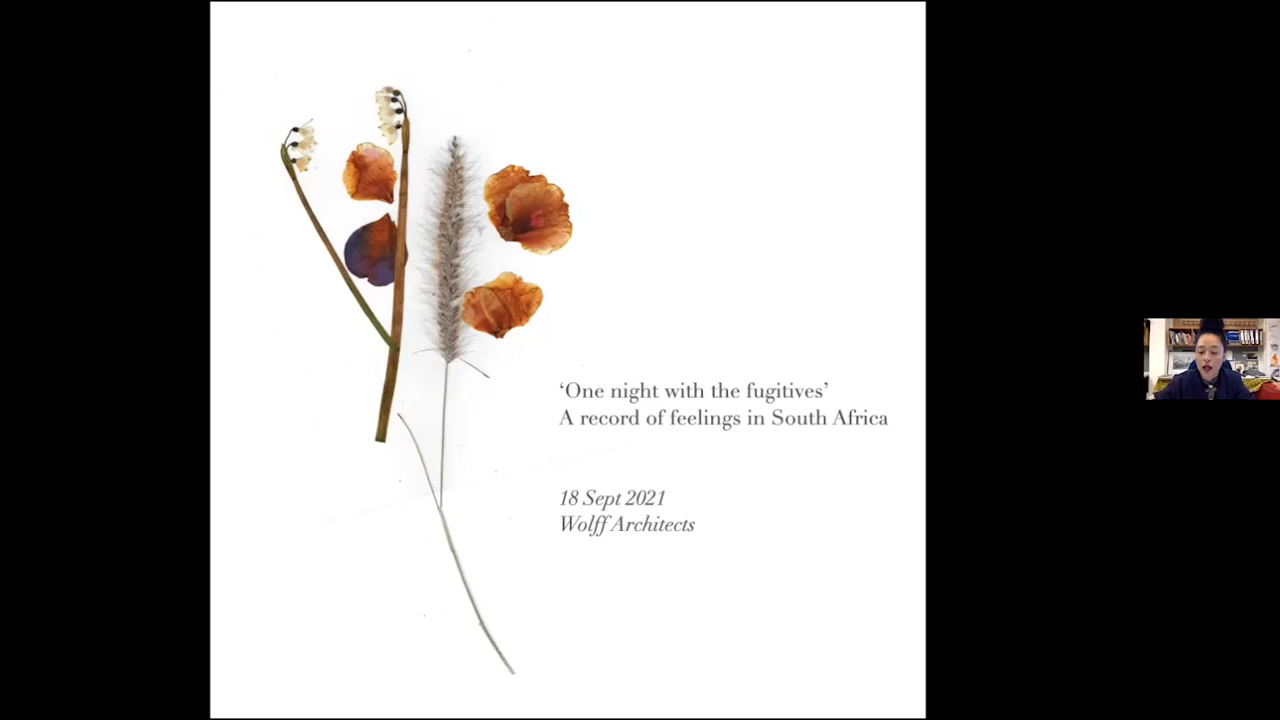 ‘One night with the fugitives’
A record of feelings in South Africa
18 Sept 2021
Wolff Architects